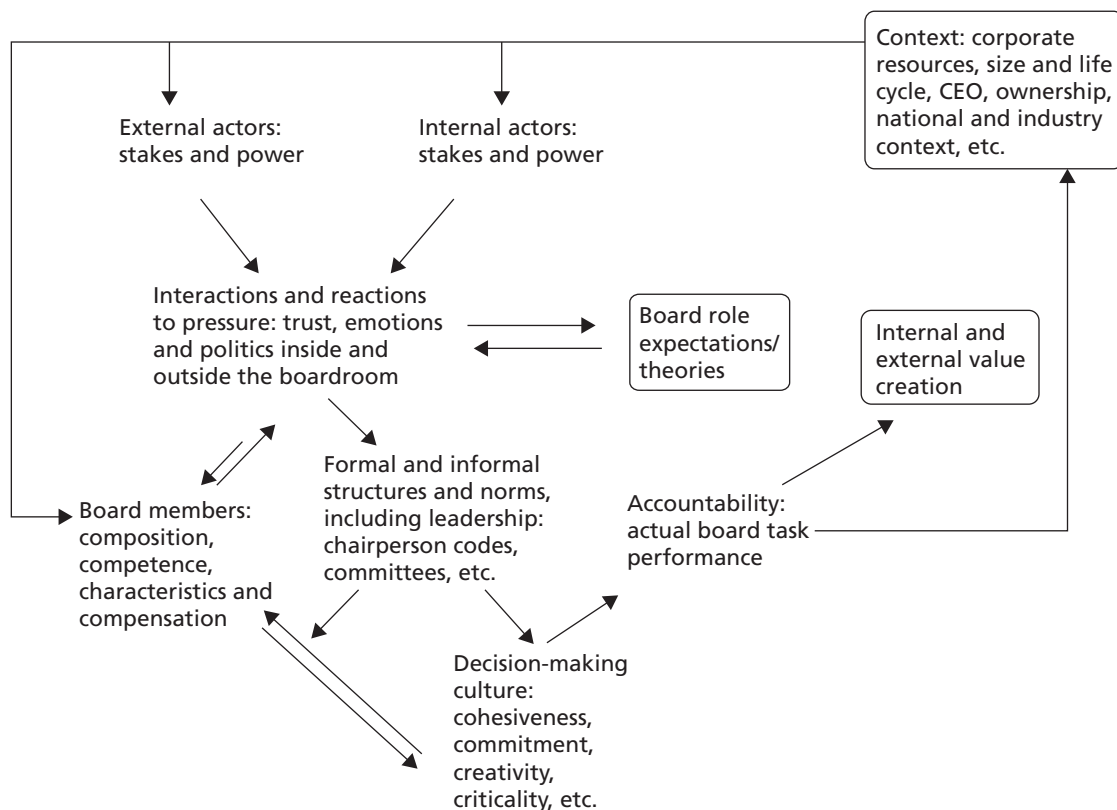 Context: corporate
resources, size and life
cycle, CEO, ownership,
national and industry
context, etc.
External actors:
stakes and power
Internal actors:
stakes and power
Interactions and reactions
to pressure: trust, emotions
and politics inside and
outside the boardroom
Board role
expectations/
theories
Internal and
external value
creation
Formal and informal
structures and norms,
including leadership:
chairperson codes,
committees, etc.
Board members:
composition,
competence,
characteristics and
compensation
Accountability:
actual board task
performance
Decision-making
culture:
cohesiveness,
commitment,
creativity,
criticality, etc.